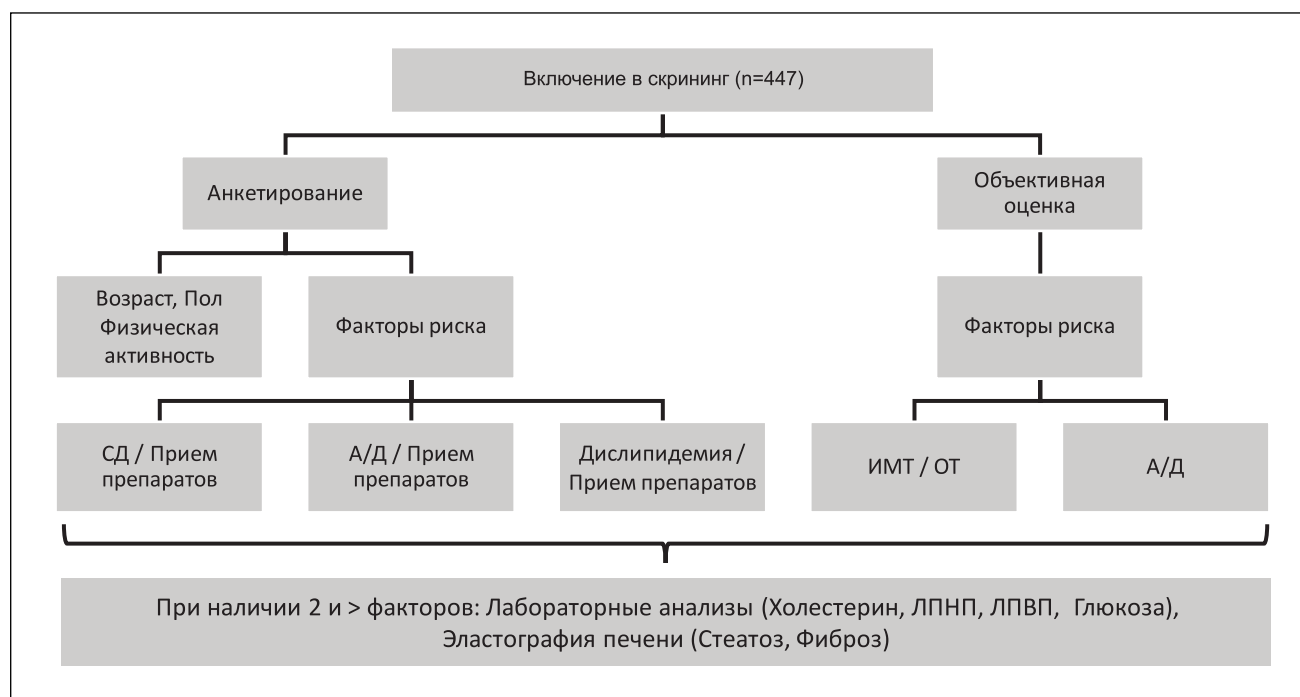 Включение в скрининг (n=447)
Анкетирование
Объективная
оценка
Возраст, Пол
Физическая
активность
Факторы риска
Факторы риска
СД / Прием
препаратов
А/Д / Прием
препаратов
Дислипидемия /
Прием препаратов
ИМТ / ОТ
А/Д
При наличии 2 и > факторов: Лабораторные анализы (Холестерин, ЛПНП, ЛПВП, Глюкоза),
Эластография печени (Стеатоз, Фиброз)